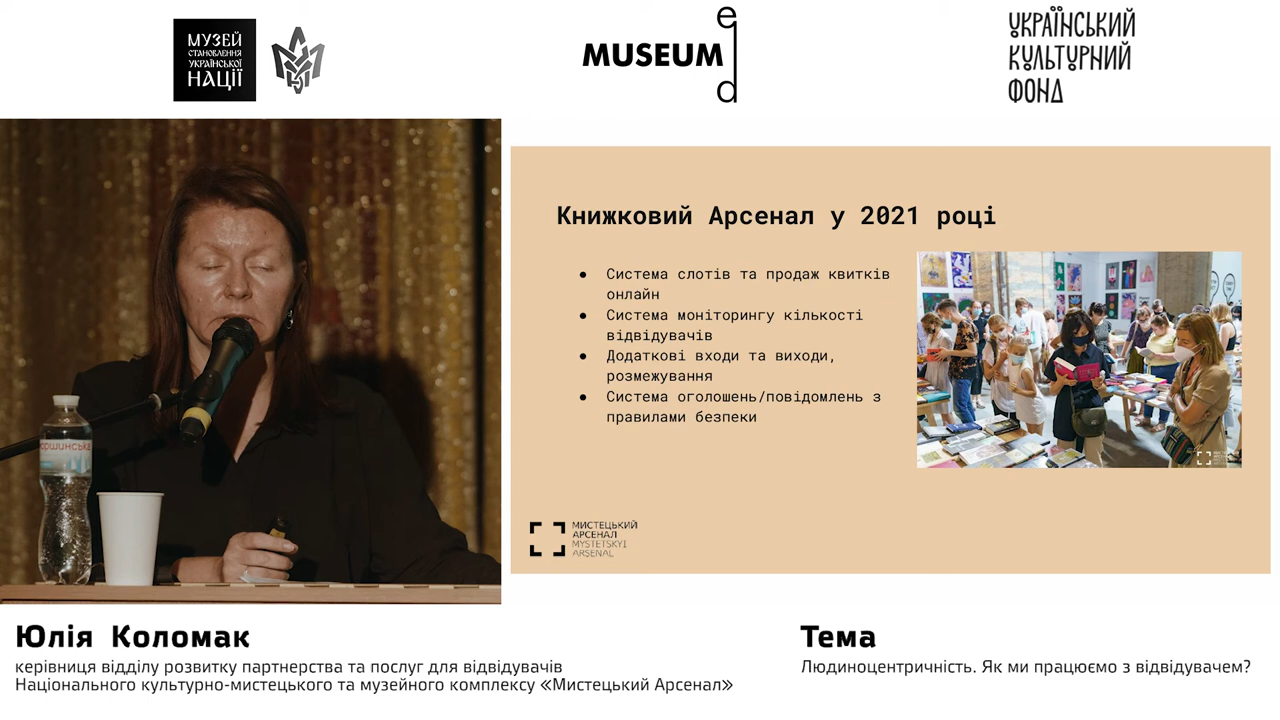 МУЗЕЙ
СТАНОВЛЕННЯ
УКРАЇНСЬКОЇ
НАЦІЇ
MUSEUM
ed
УКРАЇНСЬКИЙ
КУЛЬТУРНИЙ
ФОНД
Книжковий Арсенал у 2021 році
● Система слотів та продаж квитків
онлайн
● Система моніторингу кількості
відвідувачів
● Додаткові входи та виходи,
розмежування
● Система оголошень/повідомлень з
правилами безпеки
МИСТЕЦЬКИЙ
АРСЕНАЛ
MYSTETSKYI
ARSENAL
Юлія Коломак
керівниця відділу розвитку партнерства та послуг для відвідувачів
Національного культурно-мистецького та музейного комплексу «Мистецький Арсенал»
Тема
Людиноцентричність. Як ми працюємо з відвідувачем?